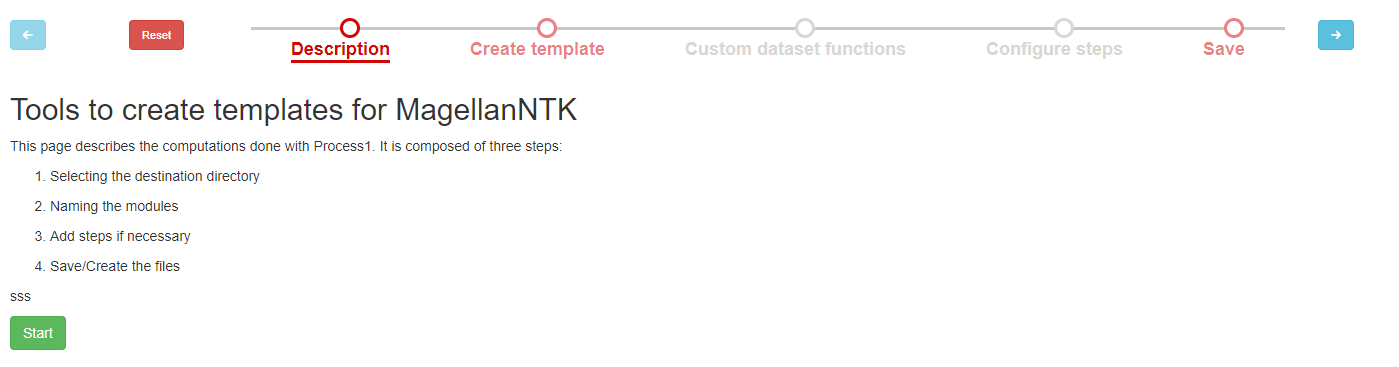 Reset
Description
Create template
Custom dataset functions
Configure steps
Save
Tools to create templates for MagellanNTK
This page describes the computations done with Process1. It is composed of three steps:
1. Selecting the destination directory
2. Naming the modules
3. Add steps if necessary
4. Save/Create the files
sss
Start